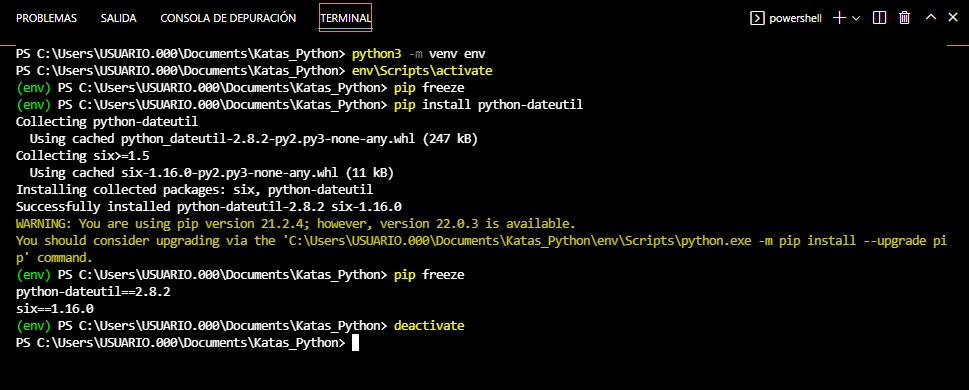 PROBLEMAS SALIDA CONSOLA DE DEPURACIÓN TERMINAL powershell
PS C:\Users\USUARIO.000\Documents\Katas_Python> python3 -m venv env
PS C:\Users\USUARIO.000\Documents\Katas_Python> env\Scripts\activate
(env) PS C:\Users\USUARIO.000\Documents\Katas_Python> pip freeze
(env) PS C:\Users\USUARIO.000\Documents\Katas_Python> pip install python-dateutil
Collecting python-dateutil
  Using cached python_dateutil-2.8.2-py2.py3-none-any.whl (247 kB)
Collecting six>=1.5
  Using cached six-1.16.0-py2.py3-none-any.whl (11 kB)
Installing collected packages: six, python-dateutil
Successfully installed python-dateutil-2.8.2 six-1.16.0
WARNING: You are using pip version 21.2.4; however, version 22.0.3 is available.
You should consider upgrading via the 'C:\Users\USUARIO.000\Documents\Katas_Python\env\Scripts\python.exe -m pip install --upgrade pi
p' command.
(env) PS C:\Users\USUARIO.000\Documents\Katas_Python> pip freeze
python-dateutil==2.8.2
six==1.16.0
(env) PS C:\Users\USUARIO.000\Documents\Katas_Python> deactivate
PS C:\Users\USUARIO.000\Documents\Katas_Python>